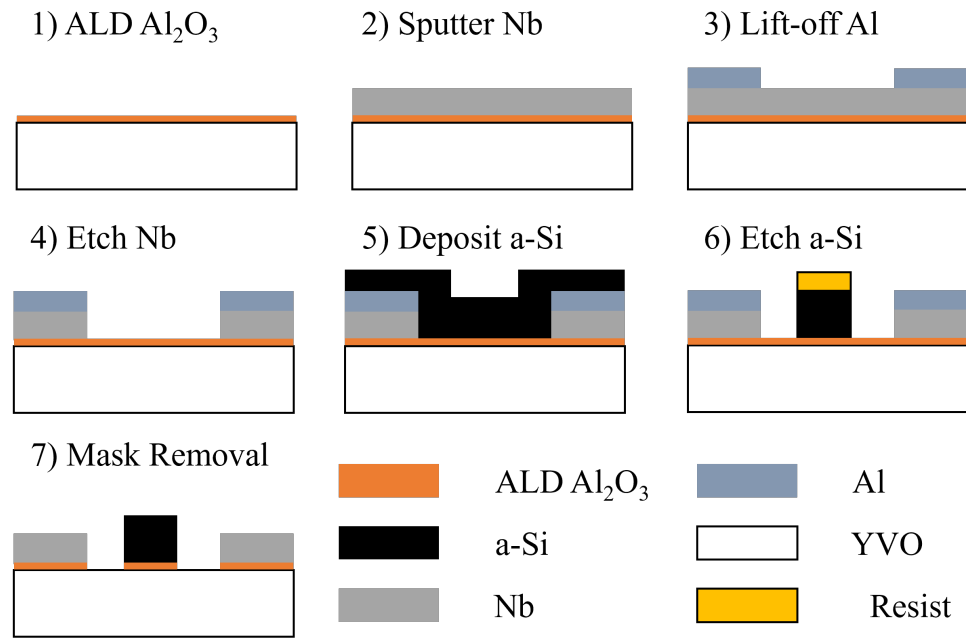 1) ALD Al₂O₃
2) Sputter Nb
3) Lift-off Al
4) Etch Nb
5) Deposit a-Si
6) Etch a-Si
7) Mask Removal
ALD Al₂O₃
Al
a-Si
YVO
Nb
Resist